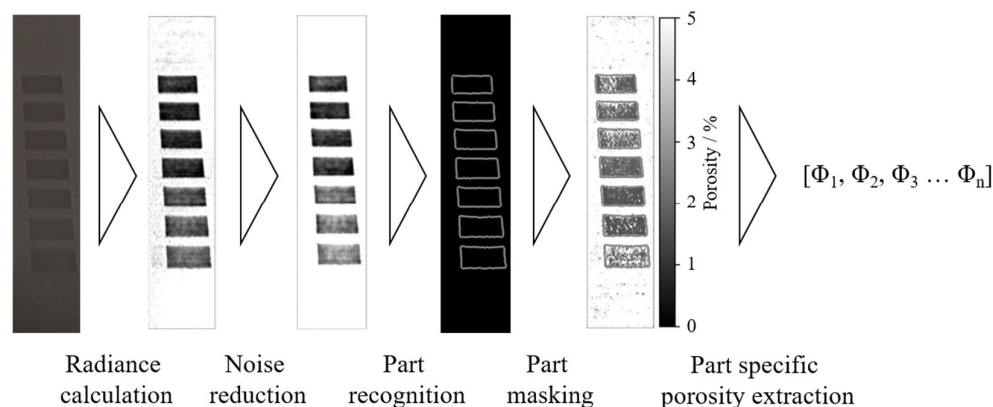 5
4
3
2
1
0
Porosity / %
[Φ1, Φ2, Φ3 … Φn]
Radiance
calculation
Noise
reduction
Part
recognition
Part
masking
Part specific
porosity extraction